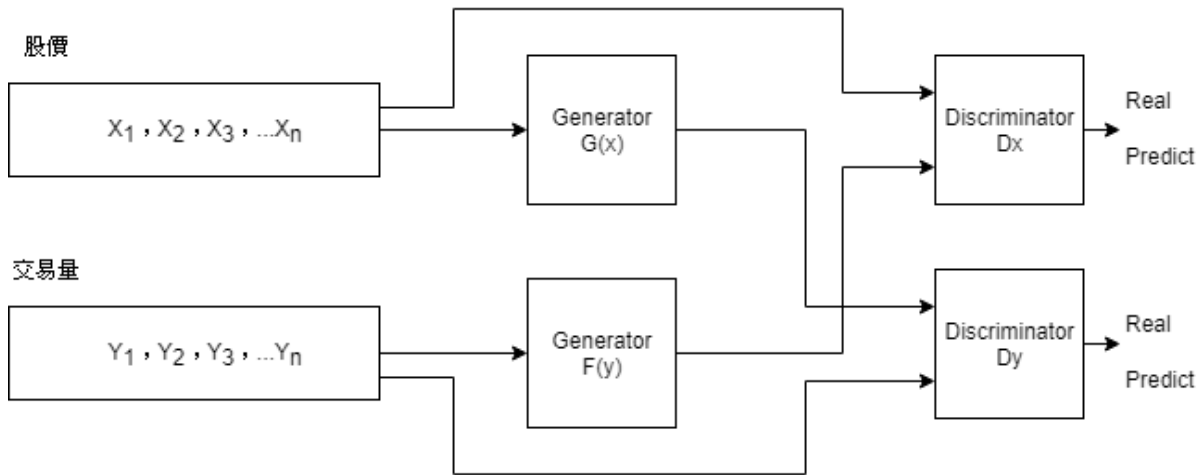 股價
X1，X2，X3，...Xn
Generator
G(x)
Discriminator
Dx
Real
Predict
交易量
Y1，Y2，Y3，...Yn
Generator
F(y)
Discriminator
Dy
Real
Predict